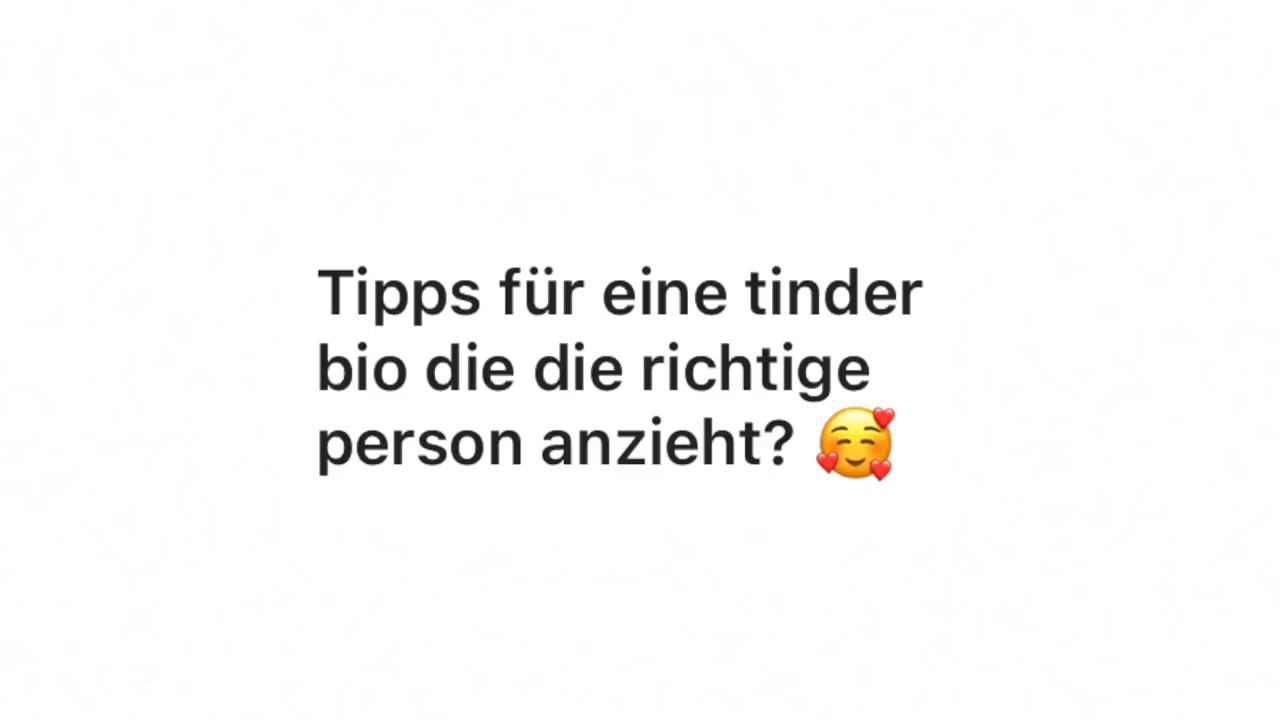 Tipps für eine tinder
bio die die richtige
person anzieht? 🥰